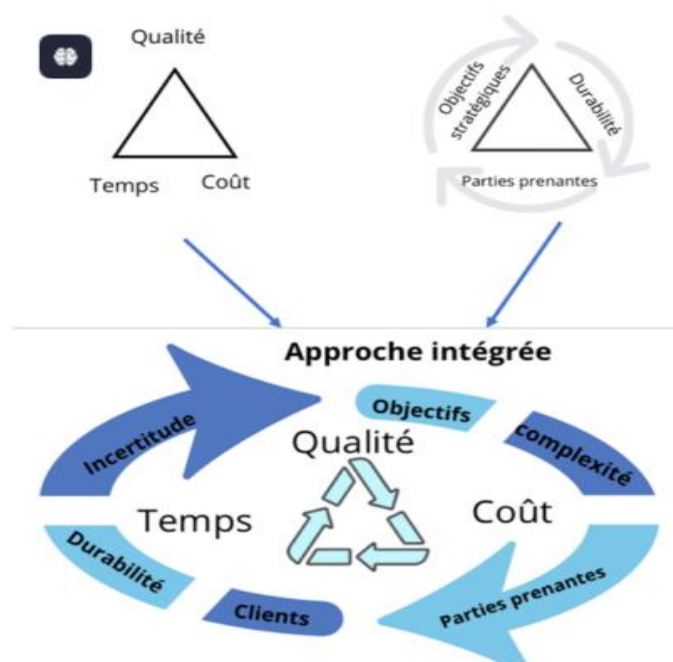 Qualité
Temps
Coût
Objectifs
stratégiques
Durabilité
Parties prenantes
Approche intégrée
Incertitude
Objectifs
complexité
Qualité
Temps
Coût
Durabilité
Clients
Parties prenantes